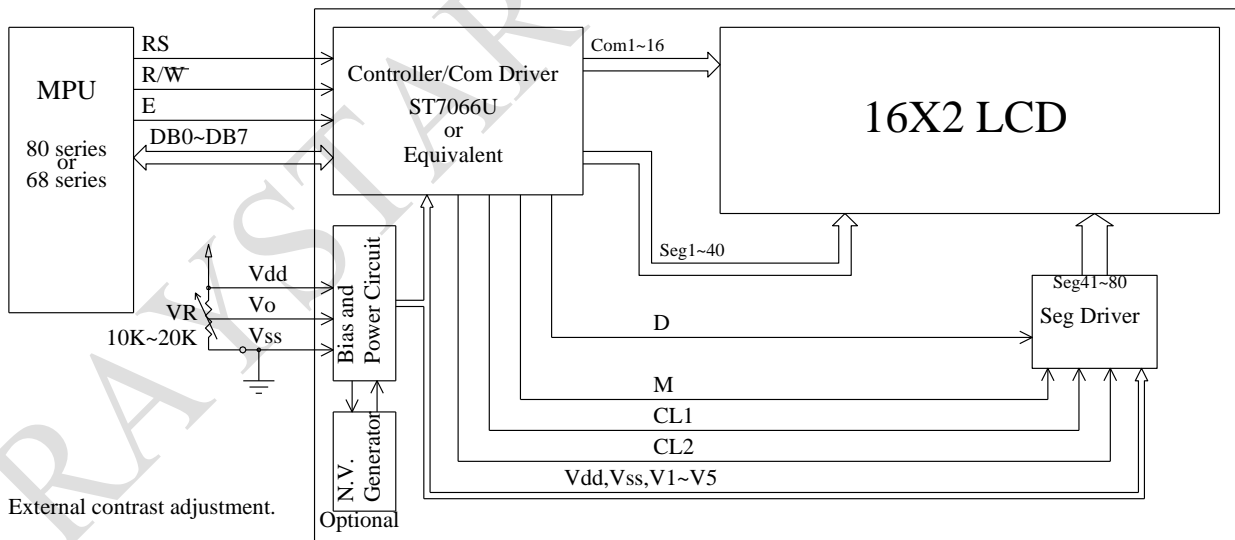 RS
R/W̅
E
DB0~DB7
MPU
80 series
or
68 series
Controller/Com Driver
ST7066U
or
Equivalent
Com1~16
16X2 LCD
Seg1~40
Seg41~80
Seg Driver
Vdd
Vo
Vss
VR
10K~20K
Bias and
Power Circuit
D
M
CL1
CL2
Vdd,Vss,V1~V5
N.V.
Generator
Optional
External contrast adjustment.
RAYSTAR